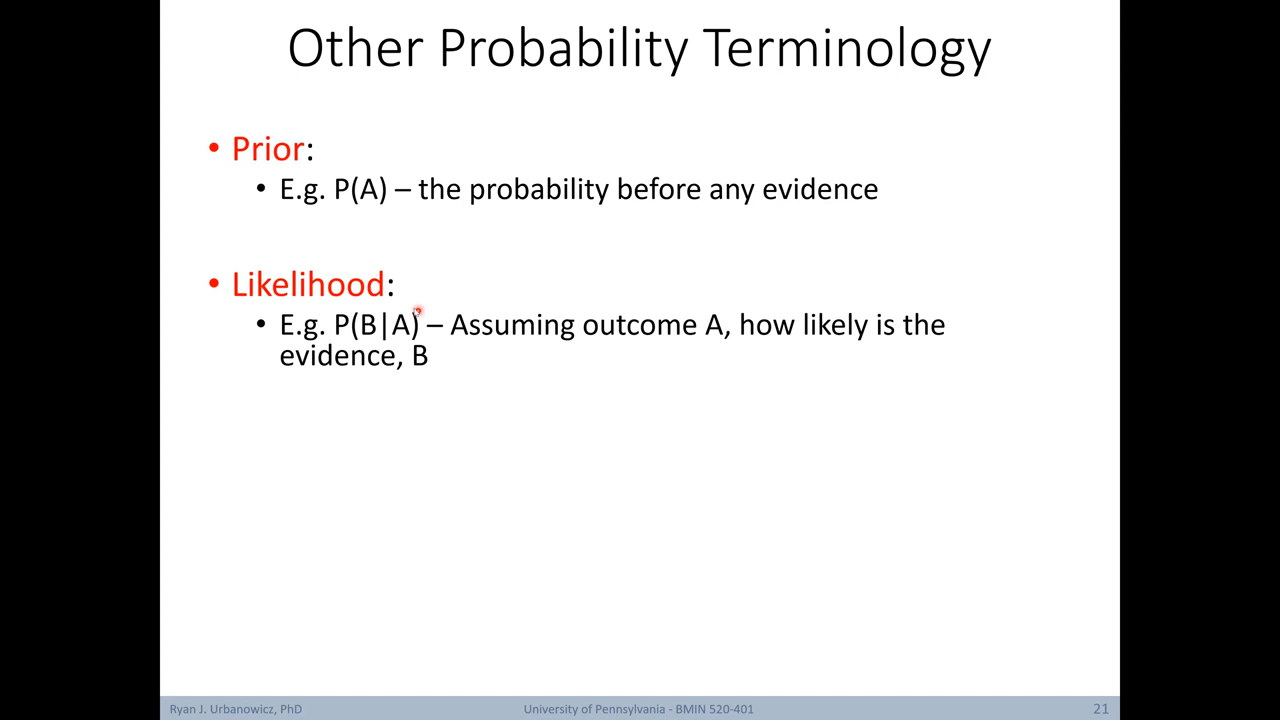 Other Probability Terminology
• Prior:
• E.g. P(A) – the probability before any evidence
• Likelihood:
• E.g. P(B|A) – Assuming outcome A, how likely is the
evidence, B
Ryan J. Urbanowicz, PhD
University of Pennsylvania - BMIN 520-401
21